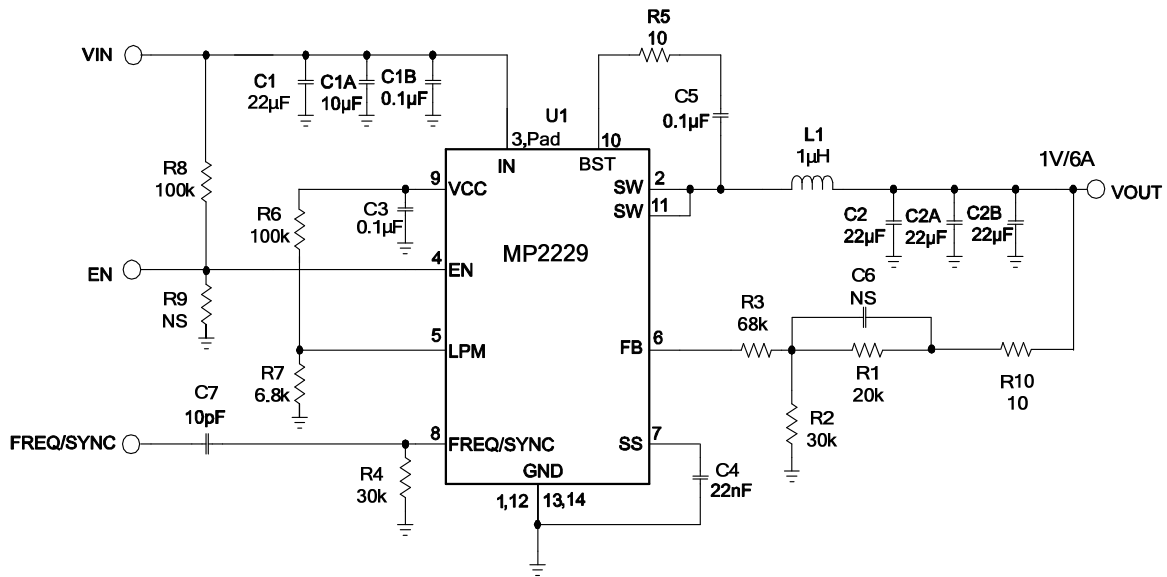 R5
10
VIN
C1
22µF
C1A
10µF
C1B
0.1µF
C5
0.1µF
U1
3,Pad
10
IN
BST
L1
1µH
1V/6A
R8
100k
9
VCC
SW
2
SW
11
VOUT
R6
100k
C3
0.1µF
C2
22µF
C2A
22µF
C2B
22µF
MP2229
EN
4
EN
R9
NS
C6
NS
R3
68k
5
LPM
FB
6
R7
6.8k
R1
20k
R10
10
C7
10pF
R2
30k
FREQ/SYNC
8
FREQ/SYNC
SS
7
R4
30k
GND
C4
22nF
1,12
13,14